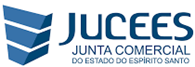 JUCEES
JUNTA COMERCIAL
DO ESTADO DO ESPÍRITO SANTO